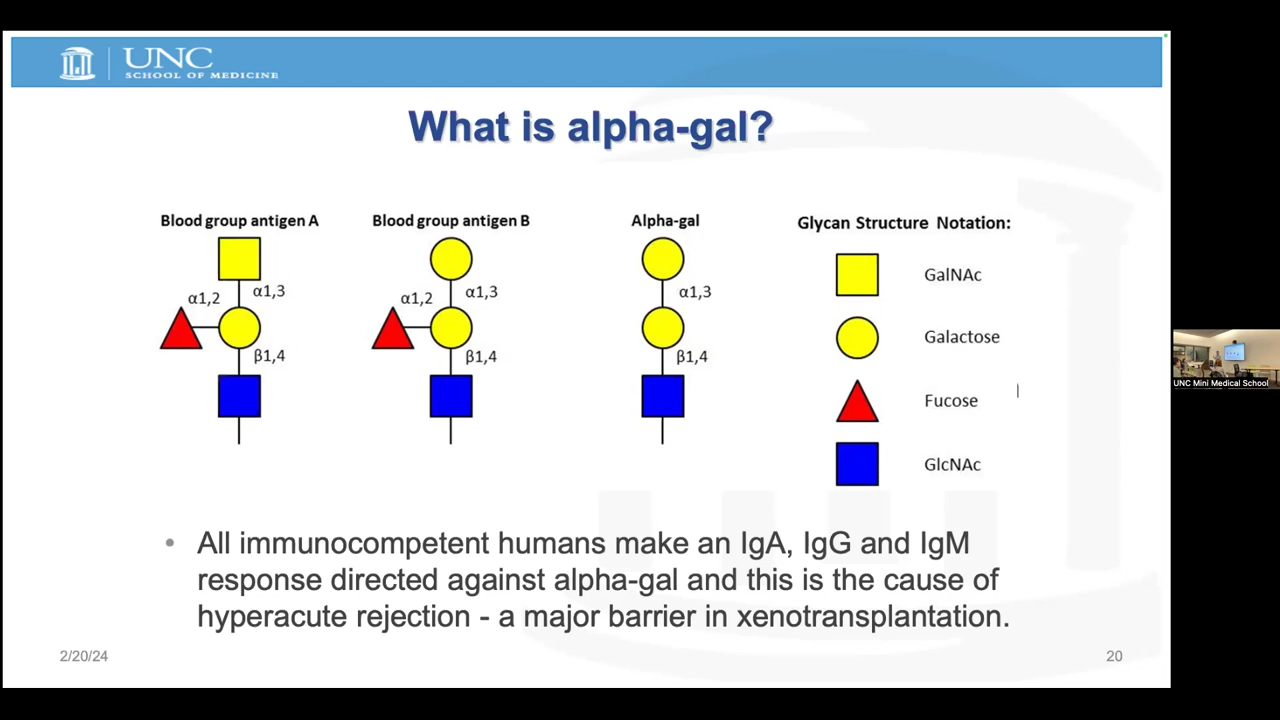 UNC
SCHOOL OF MEDICINE
What is alpha-gal?
Blood group antigen A
Blood group antigen B
Alpha-gal
Glycan Structure Notation:
α1,2
α1,3
β1,4
α1,2
α1,3
β1,4
α1,3
β1,4
GalNAc
Galactose
Fucose
GlcNAc
• All immunocompetent humans make an IgA, IgG and IgM
response directed against alpha-gal and this is the cause of
hyperacute rejection - a major barrier in xenotransplantation.
2/20/24
20
UNC Mini Medical School